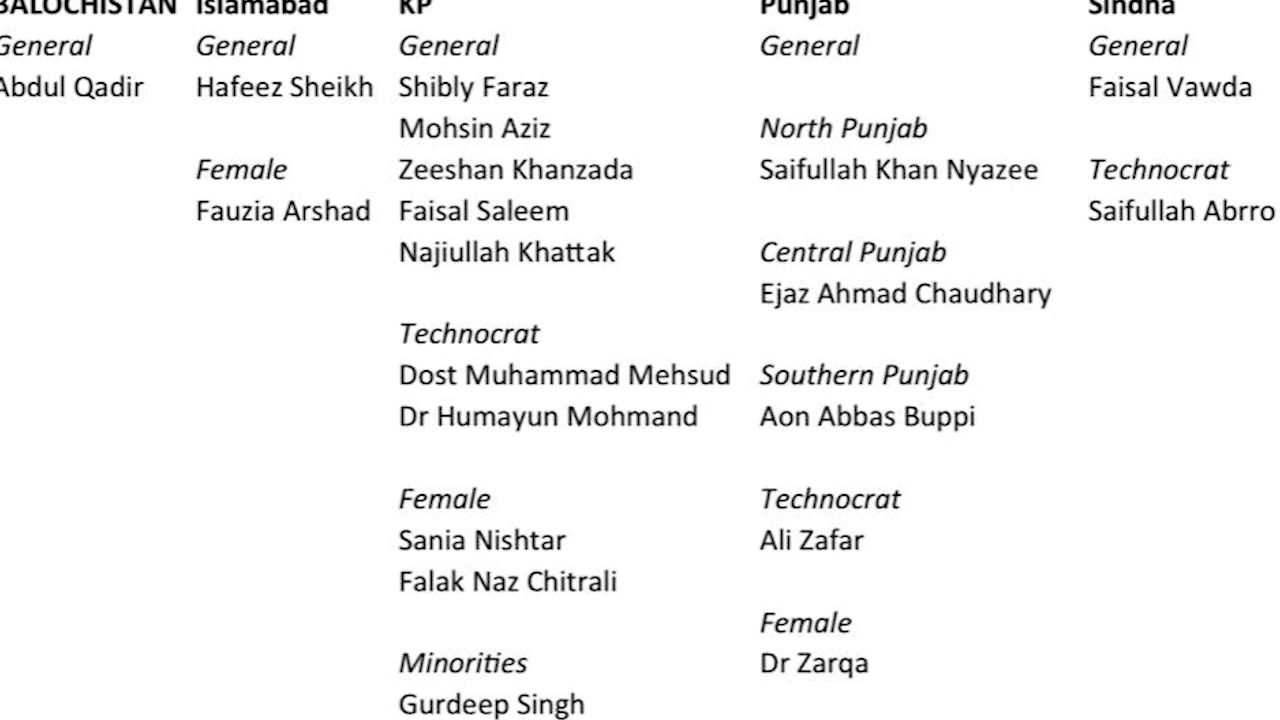 BALOCHISTAN Islamabad KP Punjab Sindha
General General General General General
Abdul Qadir Hafeez Sheikh Shibly Faraz Faisal Vawda
Mohsin Aziz North Punjab
Female Zeeshan Khanzada Saifullah Khan Nyazee Technocrat
Fauzia Arshad Faisal Saleem Saifullah Abrro
Najiullah Khattak Central Punjab
Ejaz Ahmad Chaudhary
Technocrat
Dost Muhammad Mehsud Southern Punjab
Dr Humayun Mohmand Aon Abbas Buppi
Female Technocrat
Sania Nishtar Ali Zafar
Falak Naz Chitrali
Female
Minorities Dr Zarqa
Gurdeep Singh